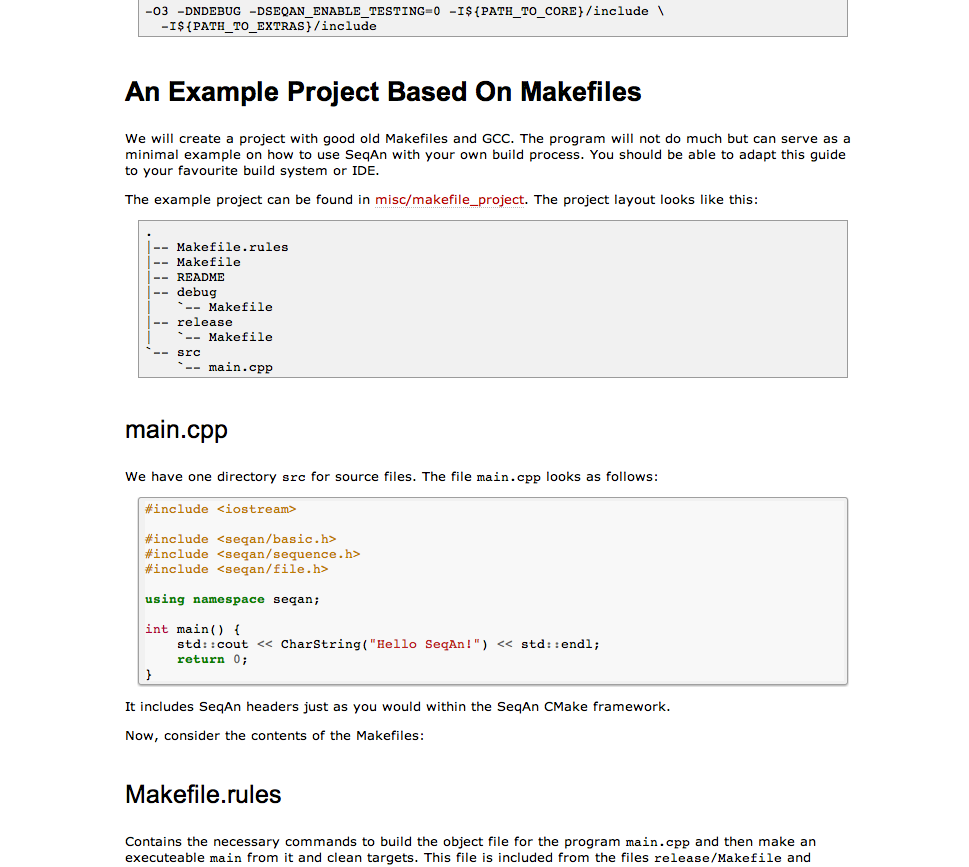 -O3 -DNDEBUG -DSEQAN_ENABLE_TESTING=0 -I${PATH_TO_CORE}/include \
  -I${PATH_TO_EXTRAS}/include
An Example Project Based On Makefiles
We will create a project with good old Makefiles and GCC. The program will not do much but can serve as a
minimal example on how to use SeqAn with your own build process. You should be able to adapt this guide
to your favourite build system or IDE.
The example project can be found in misc/makefile_project. The project layout looks like this:
.
|-- Makefile.rules
|-- Makefile
|-- README
|-- debug
|   `-- Makefile
|-- release
|   `-- Makefile
`-- src
    `-- main.cpp
main.cpp
We have one directory src for source files. The file main.cpp looks as follows:
#include <iostream>
#include <seqan/basic.h>
#include <seqan/sequence.h>
#include <seqan/file.h>
using namespace seqan;
int main() {
    std::cout << CharString("Hello SeqAn!") << std::endl;
    return 0;
}
It includes SeqAn headers just as you would within the SeqAn CMake framework.
Now, consider the contents of the Makefiles:
Makefile.rules
Contains the necessary commands to build the object file for the program main.cpp and then make an
executeable main from it and clean targets. This file is included from the files release/Makefile and